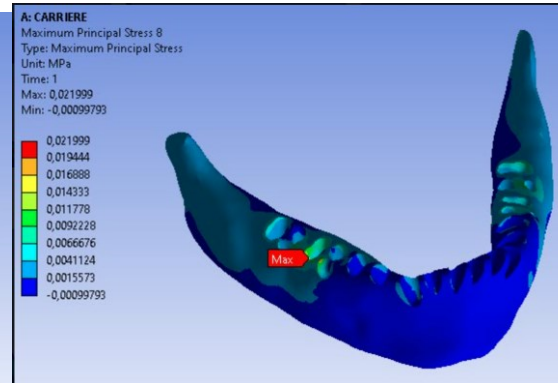 A: CARRIERE
Maximum Principal Stress 8
Type: Maximum Principal Stress
Unit: MPa
Time: 1
Max: 0,021999
Min: -0,00099793
0,021999
0,019444
0,016888
0,014333
0,011778
0,0092228
0,0066676
0,0041124
0,0015573
-0,00099793
Max